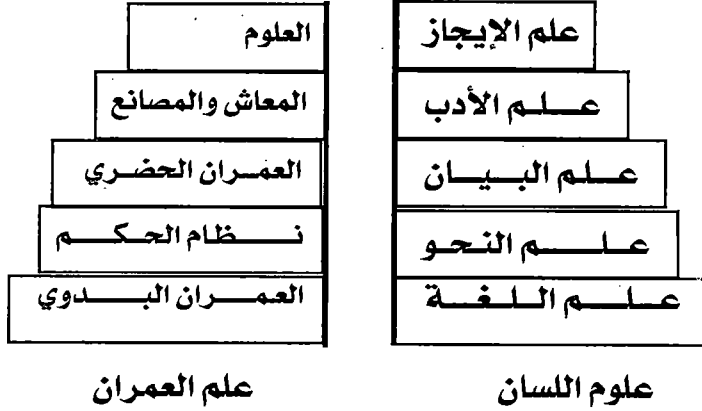 علم الإيجاز
علم الأدب
علم البيان
علم النحو
علم اللغة
علوم اللسان
العلوم
المعاش والمصانع
العمران الحضري
نظام الحكم
العمران البدوي
علم العمران